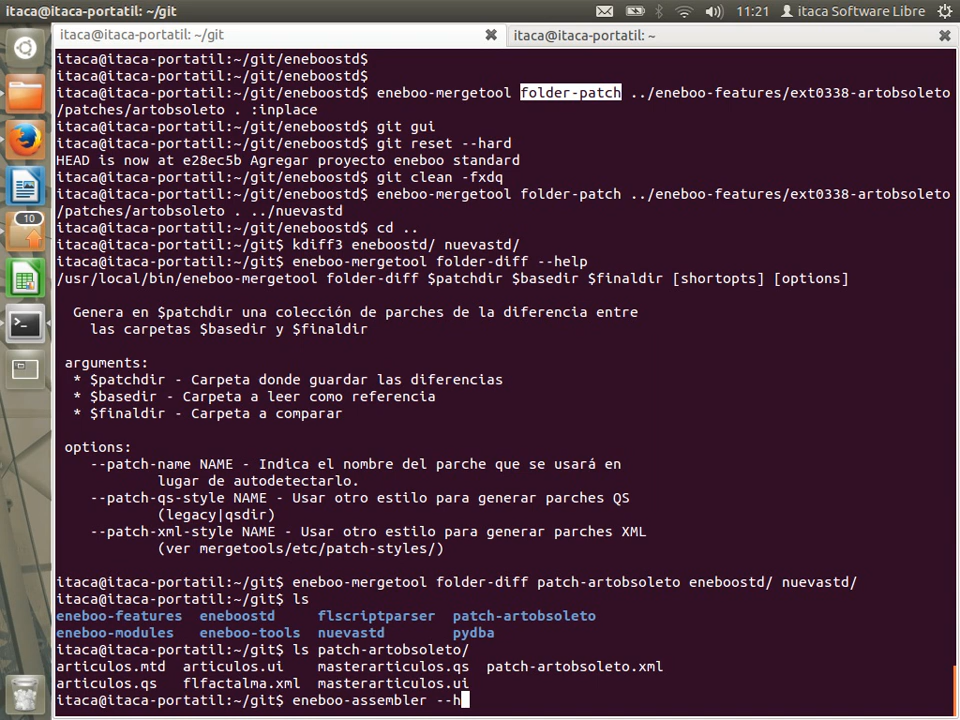 itaca@itaca-portatil: ~/git
11:21 itaca Software Libre
itaca@itaca-portatil: ~/git
itaca@itaca-portatil: ~
itaca@itaca-portatil:~/git/eneboostd$
itaca@itaca-portatil:~/git/eneboostd$
itaca@itaca-portatil:~/git/eneboostd$ eneboo-mergetool folder-patch ../eneboo-features/ext0338-artobsoleto
/patches/artobsoleto . :inplace
itaca@itaca-portatil:~/git/eneboostd$ git gui
itaca@itaca-portatil:~/git/eneboostd$ git reset --hard
HEAD is now at e28ec5b Agregar proyecto eneboo standard
itaca@itaca-portatil:~/git/eneboostd$ git clean -fxdq
itaca@itaca-portatil:~/git/eneboostd$ eneboo-mergetool folder-patch ../eneboo-features/ext0338-artobsoleto
/patches/artobsoleto . ../nuevastd
itaca@itaca-portatil:~/git/eneboostd$ cd ..
itaca@itaca-portatil:~/git$ kdiff3 eneboostd/ nuevastd/
itaca@itaca-portatil:~/git$ eneboo-mergetool folder-diff --help
/usr/local/bin/eneboo-mergetool folder-diff $patchdir $basedir $finaldir [shortopts] [options]
Genera en $patchdir una colección de parches de la diferencia entre
las carpetas $basedir y $finaldir
arguments:
* $patchdir - Carpeta donde guardar las diferencias
* $basedir - Carpeta a leer como referencia
* $finaldir - Carpeta a comparar
options:
--patch-name NAME - Indica el nombre del parche que se usará en
lugar de autodetectarlo.
--patch-qs-style NAME - Usar otro estilo para generar parches QS
(legacy|qsdir)
--patch-xml-style NAME - Usar otro estilo para generar parches XML
(ver mergetools/etc/patch-styles/)
itaca@itaca-portatil:~/git$ eneboo-mergetool folder-diff patch-artobsoleto eneboostd/ nuevastd/
itaca@itaca-portatil:~/git$ ls
eneboo-features eneboostd flscriptparser patch-artobsoleto
10
eneboo-modules eneboo-tools nuevastd pydba
itaca@itaca-portatil:~/git$ ls patch-artobsoleto/
articulos.mtd articulos.ui masterarticulos.qs patch-artobsoleto.xml
articulos.qs flfactalma.xml masterarticulos.ui
itaca@itaca-portatil:~/git$ eneboo-assembler --h